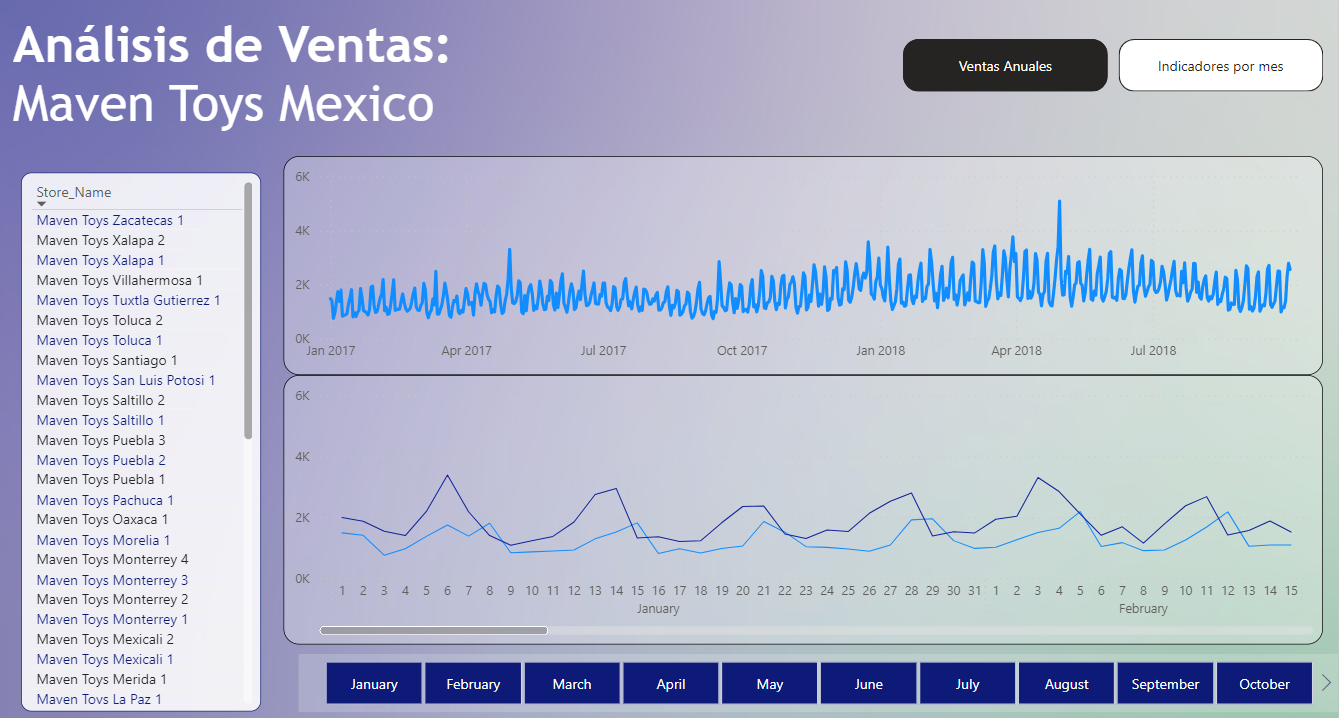 Análisis de Ventas:
Maven Toys Mexico
Ventas Anuales
Indicadores por mes
Store_Name
Maven Toys Zacatecas 1
Maven Toys Xalapa 2
Maven Toys Xalapa 1
Maven Toys Villahermosa 1
Maven Toys Tuxtla Gutierrez 1
Maven Toys Toluca 2
Maven Toys Toluca 1
Maven Toys Santiago 1
Maven Toys San Luis Potosi 1
Maven Toys Saltillo 2
Maven Toys Saltillo 1
Maven Toys Puebla 3
Maven Toys Puebla 2
Maven Toys Puebla 1
Maven Toys Pachuca 1
Maven Toys Oaxaca 1
Maven Toys Morelia 1
Maven Toys Monterrey 4
Maven Toys Monterrey 3
Maven Toys Monterrey 2
Maven Toys Monterrey 1
Maven Toys Mexicali 2
Maven Toys Mexicali 1
Maven Toys Merida 1
Maven Toys La Paz 1
6K
4K
2K
0K
Jan 2017 Apr 2017 Jul 2017 Oct 2017 Jan 2018 Apr 2018 Jul 2018
6K
4K
2K
0K
1 2 3 4 5 6 7 8 9 10 11 12 13 14 15 16 17 18 19 20 21 22 23 24 25 26 27 28 29 30 31 1 2 3 4 5 6 7 8 9 10 11 12 13 14 15
January February
January February March April May June July August September October